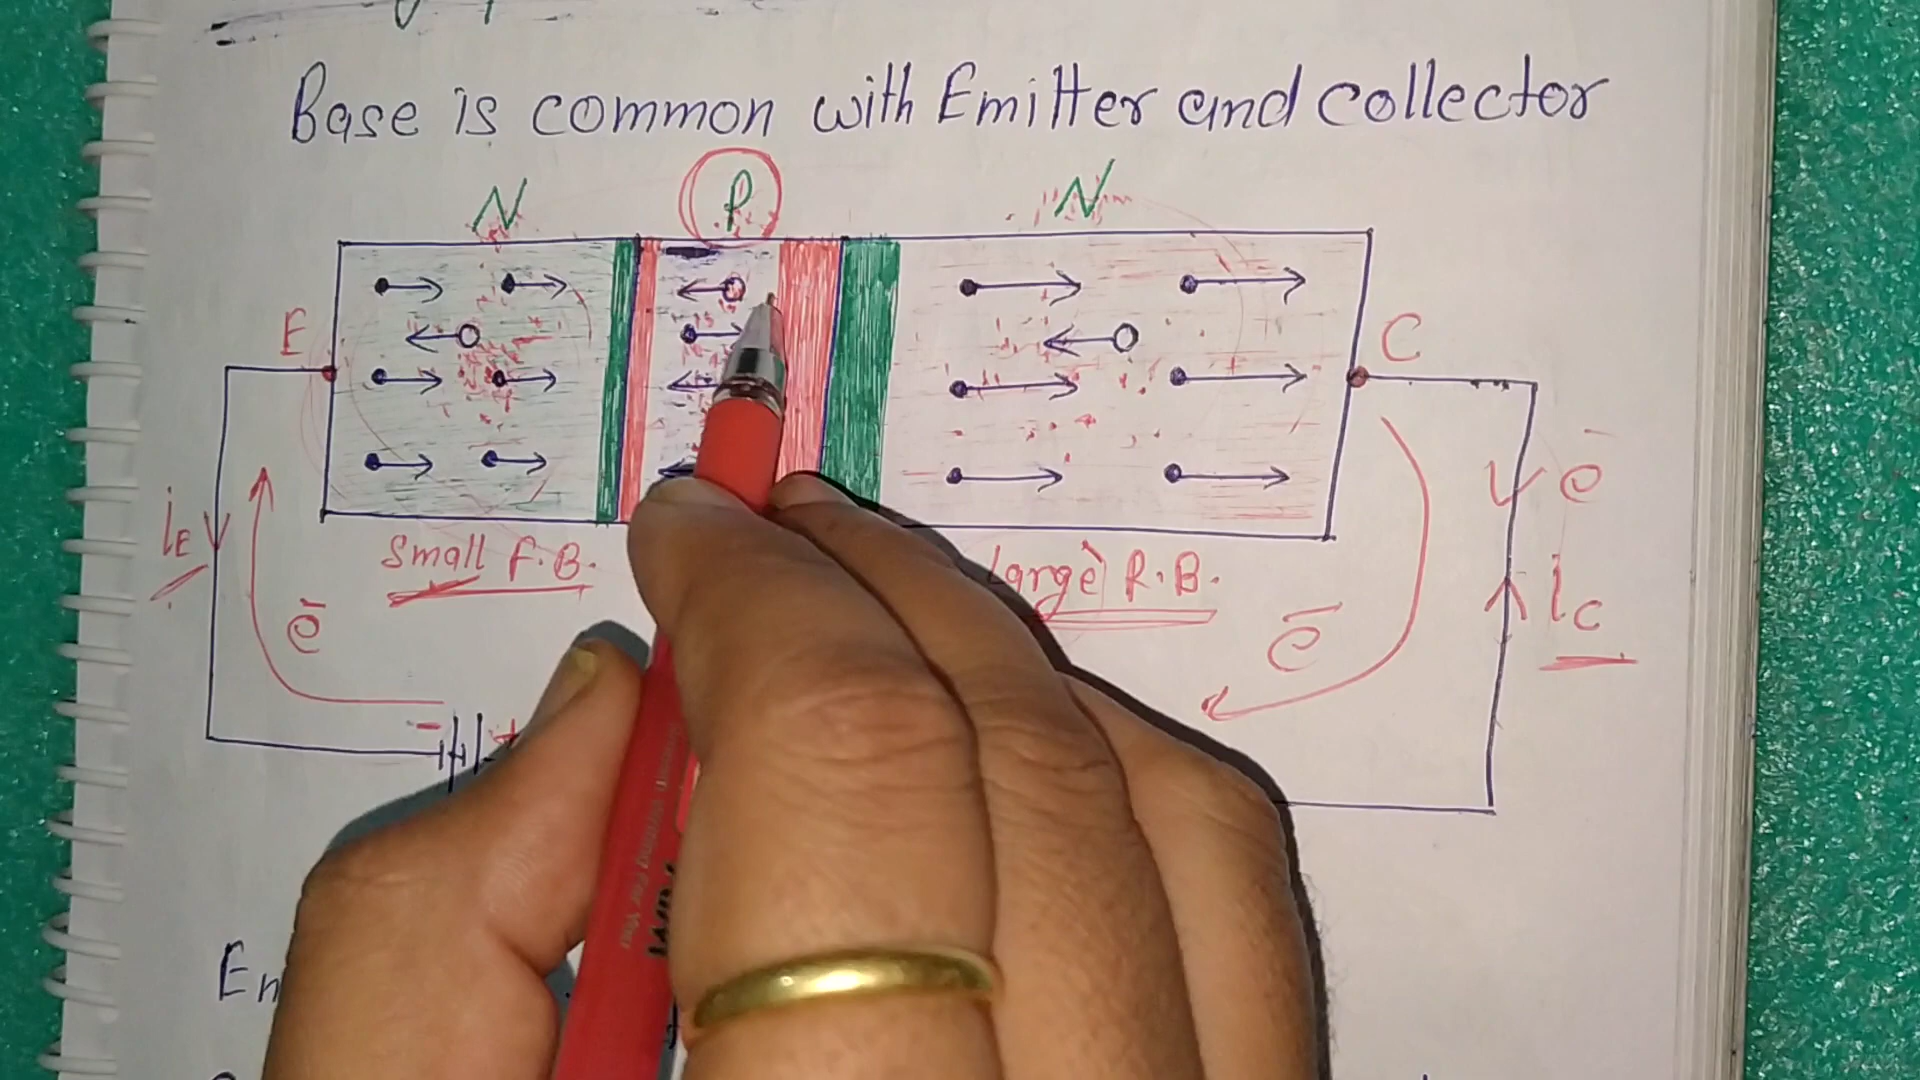 Base is common with Emitter and collector
N P N
E C
iE e̅ Small F.B. Large R.B. e̅ e̅ iC
- +
En